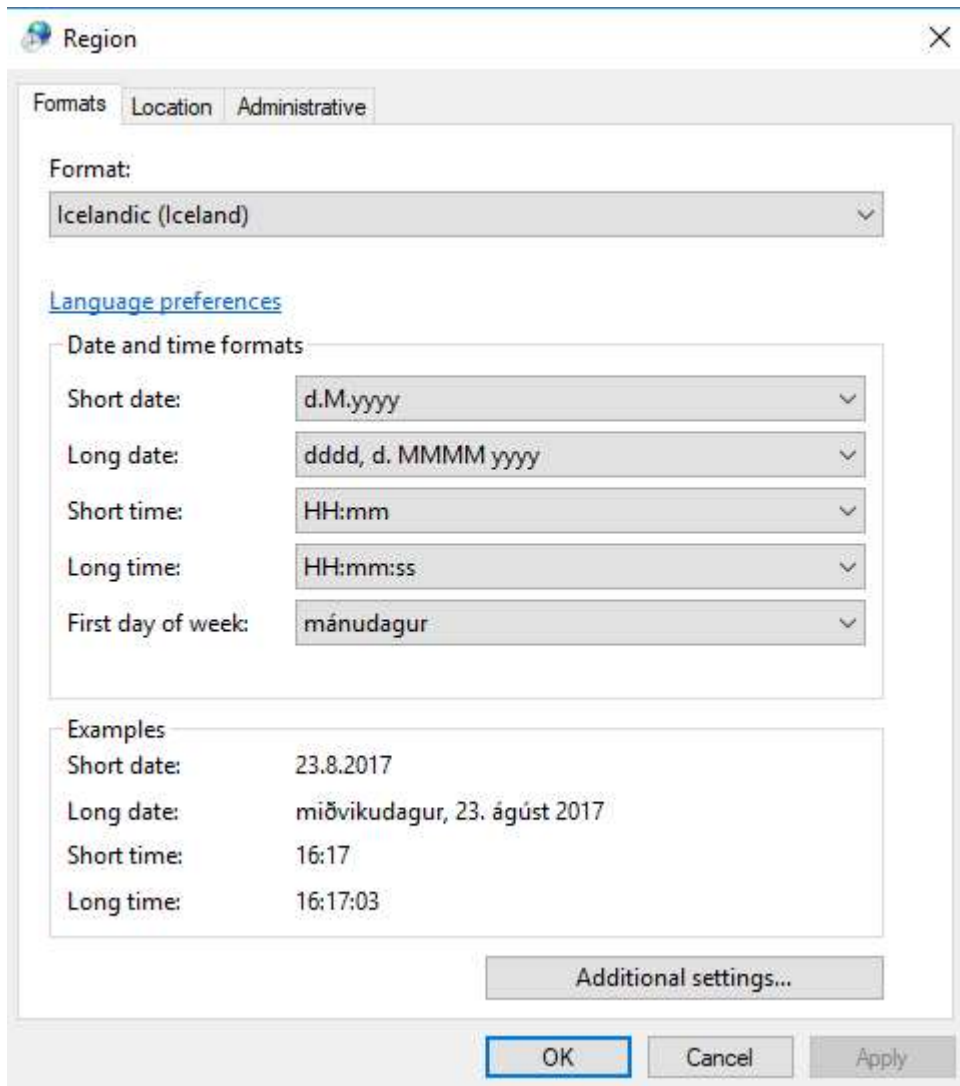 Region
Formats Location Administrative
Format:
Icelandic (Iceland)
Language preferences
Date and time formats
Short date: d.M.yyyy
Long date: dddd, d. MMMM yyyy
Short time: HH:mm
Long time: HH:mm:ss
First day of week: mánudagur
Examples
Short date: 23.8.2017
Long date: miðvikudagur, 23. ágúst 2017
Short time: 16:17
Long time: 16:17:03
Additional settings...
OK Cancel Apply